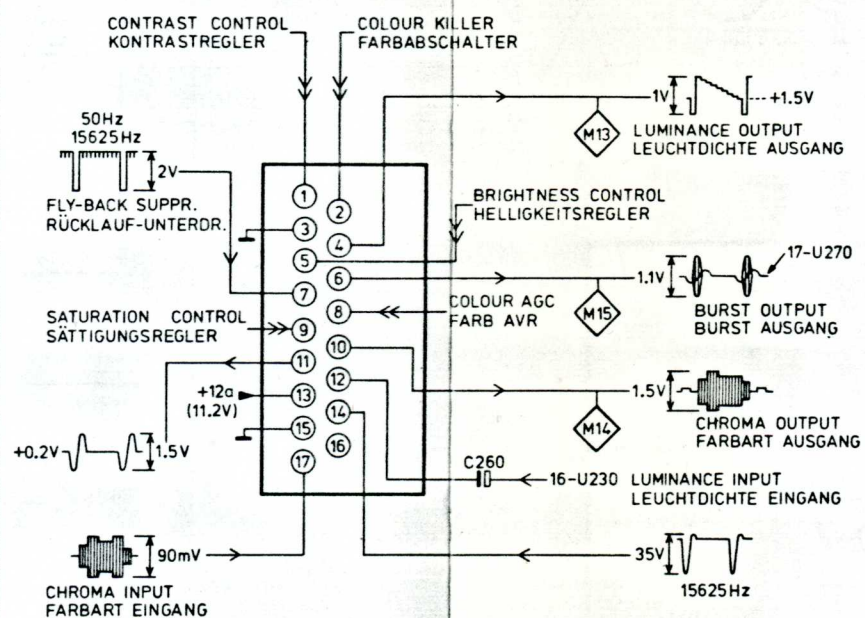 CONTRAST CONTROL
KONTRASTREGLER
COLOUR KILLER
FARBABSCHALTER
50Hz
15625Hz
2V
FLY-BACK SUPPR.
RÜCKLAUF-UNTERDR.
1V
+1.5V
M13
LUMINANCE OUTPUT
LEUCHTDICHTE AUSGANG
BRIGHTNESS CONTROL
HELLIGKEITSREGLER
1
2
3
4
5
6
7
8
9
10
11
12
13
14
15
16
17
1.1V
17-U270
M15
BURST OUTPUT
BURST AUSGANG
SATURATION CONTROL
SÄTTIGUNGSREGLER
COLOUR AGC
FARB AVR
+12a
(11.2V)
1.5V
M14
CHROMA OUTPUT
FARBART AUSGANG
+0.2V
1.5V
C260
16-U230
LUMINANCE INPUT
LEUCHTDICHTE EINGANG
90mV
CHROMA INPUT
FARBART EINGANG
35V
15625Hz